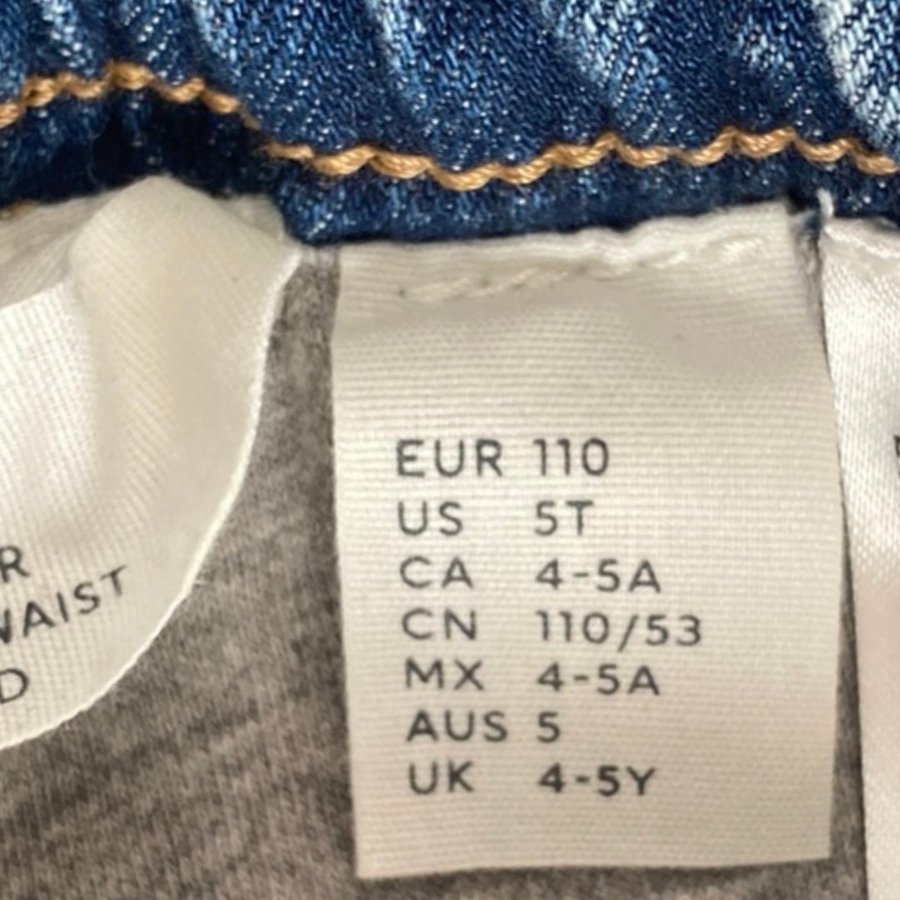 R
WAIST
D
EUR 110
US 5T
CA 4-5A
CN 110/53
MX 4-5A
AUS 5
UK 4-5Y